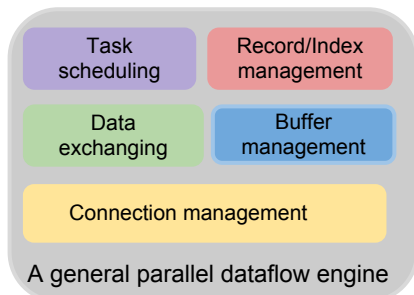 Task
scheduling
Record/Index
management
Data
exchanging
Buffer
management
Connection management
A general parallel dataflow engine